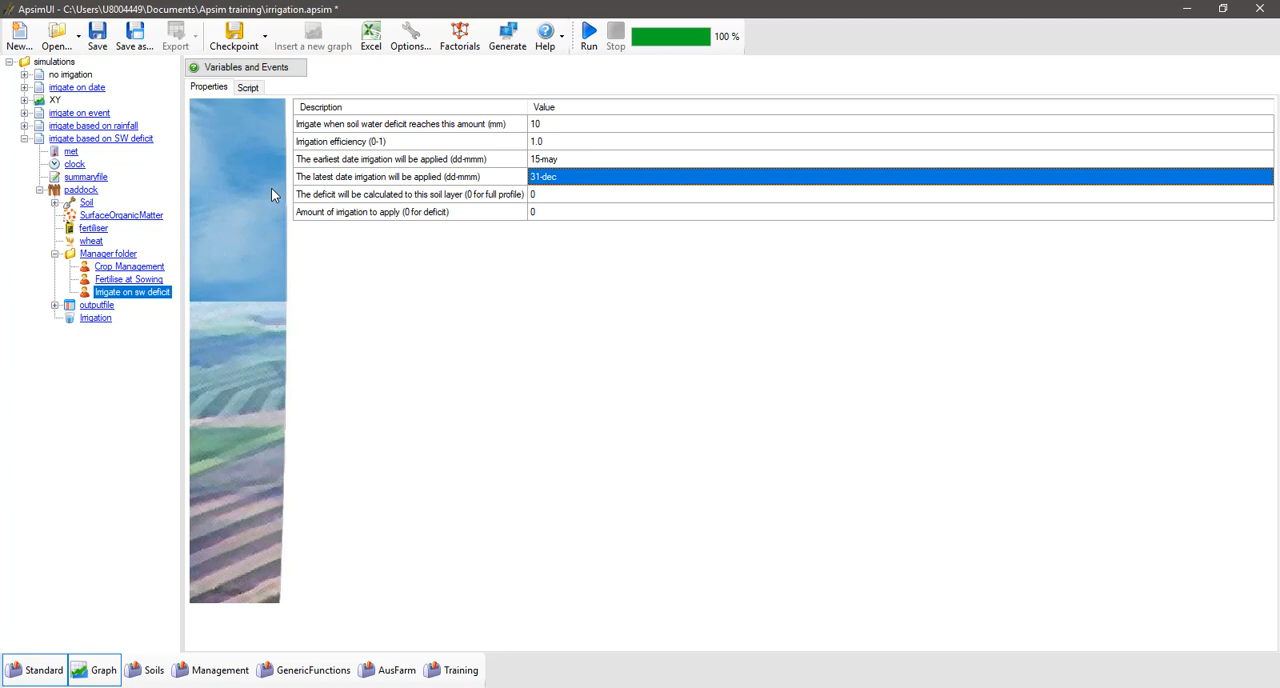 ApsimUI - C:\Users\U8004449\Documents\Apsim training\irrigation.apsim *
New... Open... Save Save as... Export Checkpoint Insert a new graph Excel Options... Factorials Generate Help Run Stop 100 %
simulations
no irrigation
irrigate on date
XY
irrigate on event
irrigate based on rainfall
irrigate based on SW deficit
met
clock
summaryfile
paddock
Soil
SurfaceOrganicMatter
fertiliser
wheat
Manager folder
Crop Management
Fertilise at Sowing
Irrigate on sw deficit
outputfile
Irrigation
Variables and Events
Properties Script
Description Value
Irrigate when soil water deficit reaches this amount (mm) 10
Irrigation efficiency (0-1) 1.0
The earliest date irrigation will be applied (dd-mmm) 15-may
The latest date irrigation will be applied (dd-mmm) 31-dec
The deficit will be calculated to this soil layer (0 for full profile) 0
Amount of irrigation to apply (0 for deficit) 0
Standard Graph Soils Management GenericFunctions AusFarm Training